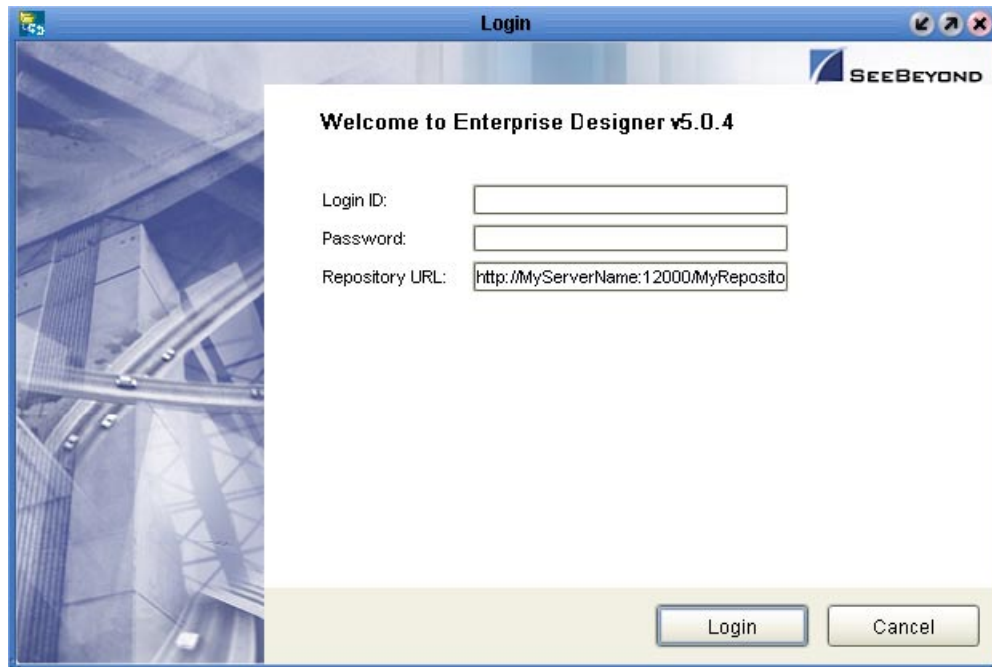 Login
SEEBEYOND
Welcome to Enterprise Designer v5.0.4
Login ID:
Password:
Repository URL: http://MyServerName:12000/MyReposito
Login Cancel